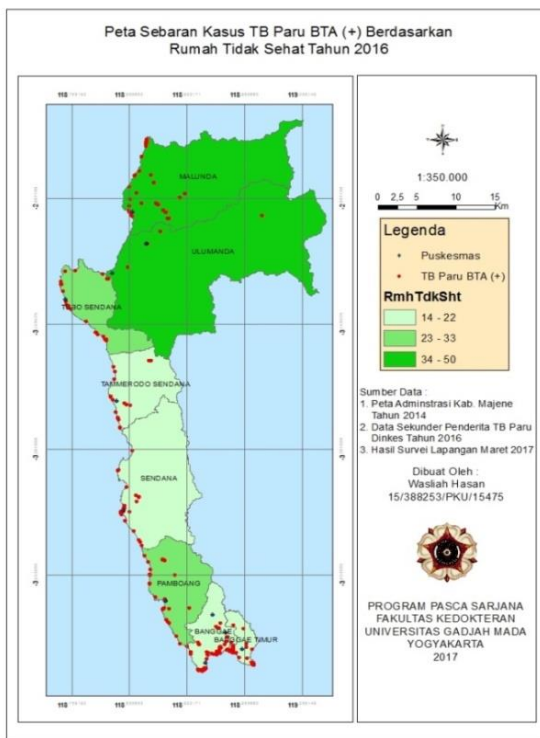 Peta Sebaran Kasus TB Paru BTA (+) Berdasarkan
Rumah Tidak Sehat Tahun 2016
MALUNDA
ULUMANDA
SENDANA
TAMMERODO SENDANA
SENDANA
PAMBOANG
BANGGAE
BANGGAE TIMUR
1:350.000
0 2,5 5 10 15
Km
Legenda
Puskesmas
TB Paru BTA (+)
RmhTdkSht
14 - 22
23 - 33
34 - 50
Sumber Data :
1. Peta Adminstrasi Kab. Majene
Tahun 2014
2. Data Sekunder Penderita TB Paru
Dinkes Tahun 2016
3. Hasil Survei Lapangan Maret 2017
Dibuat Oleh :
Wasliah Hasan
15/388253/PKU/15475
PROGRAM PASCA SARJANA
FAKULTAS KEDOKTERAN
UNIVERSITAS GADJAH MADA
YOGYAKARTA
2017